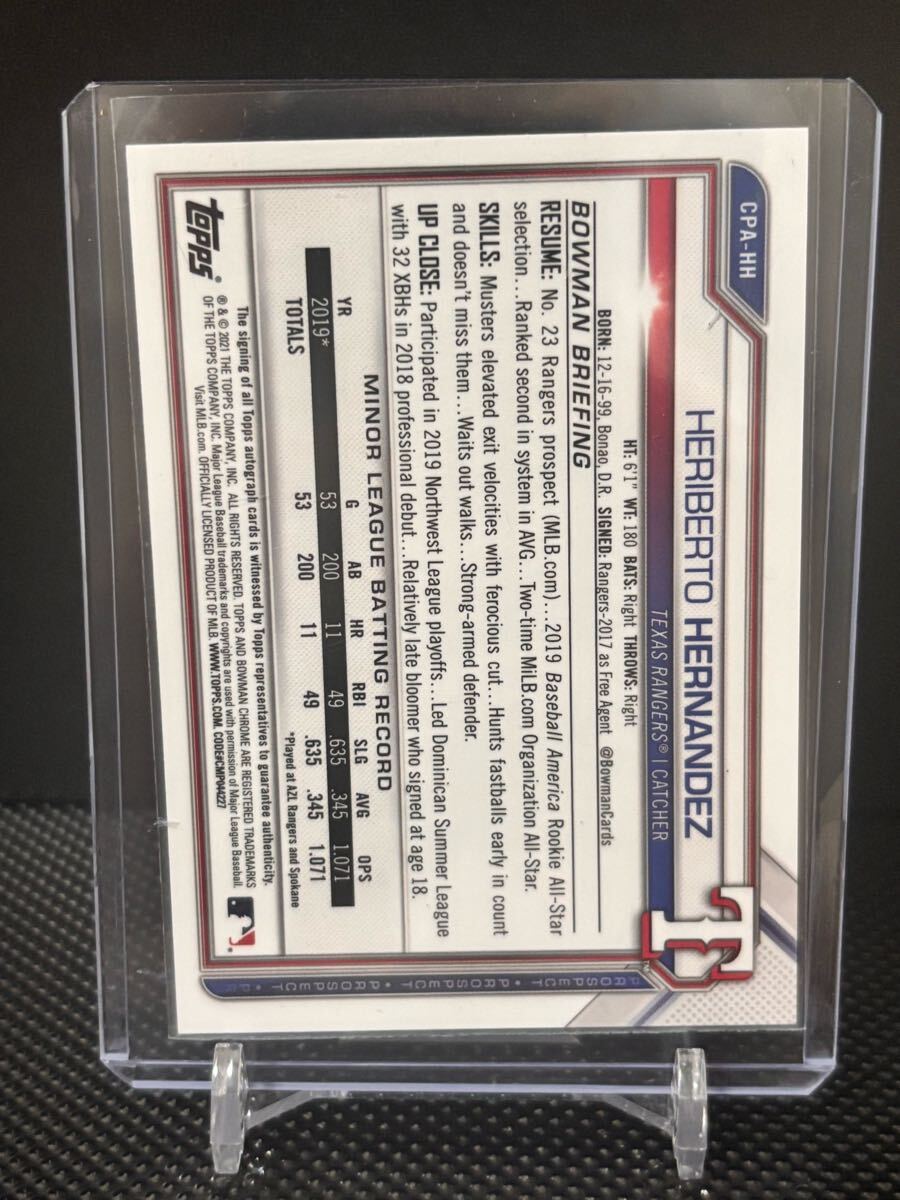 CPA-HH
HERIBERTO HERNANDEZ
TEXAS RANGERS® | CATCHER
HT: 6'1" WT: 180 BATS: Right THROWS: Right
BORN: 12-16-99, Bonao, D.R. SIGNED: Rangers-2017 as Free Agent @BowmanCards
BOWMAN BRIEFING
RESUME: No. 23 Rangers prospect (MLB.com)...2019 Baseball America Rookie All-Star
selection...Ranked second in system in AVG...Two-time MiLB.com Organization All-Star.
SKILLS: Musters elevated exit velocities with ferocious cut...Hunts fastballs early in count
and doesn't miss them...Waits out walks...Strong-armed defender.
UP CLOSE: Participated in 2019 Northwest League playoffs...Led Dominican Summer League
with 32 XBHs in 2018 professional debut...Relatively late bloomer who signed at age 18.
MINOR LEAGUE BATTING RECORD
YR G AB HR RBI SLG AVG OPS
2019* 53 200 11 49 .635 .345 1.071
TOTALS 53 200 11 49 .635 .345 1.071
*Played at AZL Rangers and Spokane
topps®
The signing of all Topps autograph cards is witnessed by Topps representatives to guarantee authenticity.
® & © 2021 THE TOPPS COMPANY, INC. ALL RIGHTS RESERVED. TOPPS AND BOWMAN CHROME ARE REGISTERED TRADEMARKS
OF THE TOPPS COMPANY, INC. Major League Baseball trademarks and copyrights are used with permission of Major League Baseball.
Visit MLB.com. OFFICIALLY LICENSED PRODUCT OF MLB. WWW.TOPPS.COM CODE#CMP044227
T
TM
PROSPECT • PROSPECT • PROSPECT • PR